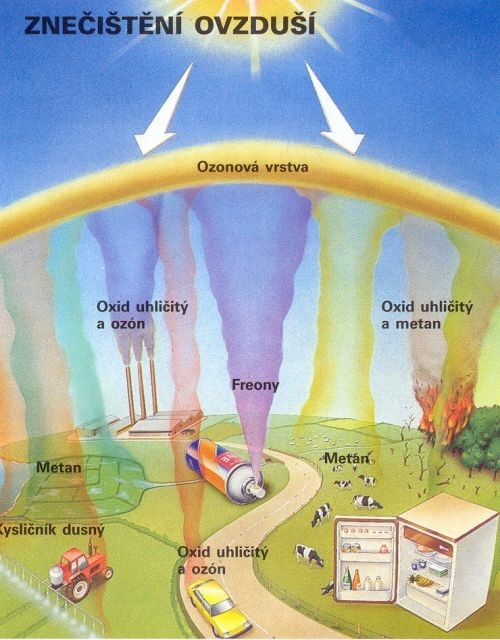 ZNEČIŠTĚNÍ OVZDUŠÍ
Ozonová vrstva
Oxid uhličitý
a ozón
Oxid uhličitý
a metan
Freony
Metan
Metan
Kysličník dusný
Oxid uhličitý
a ozón